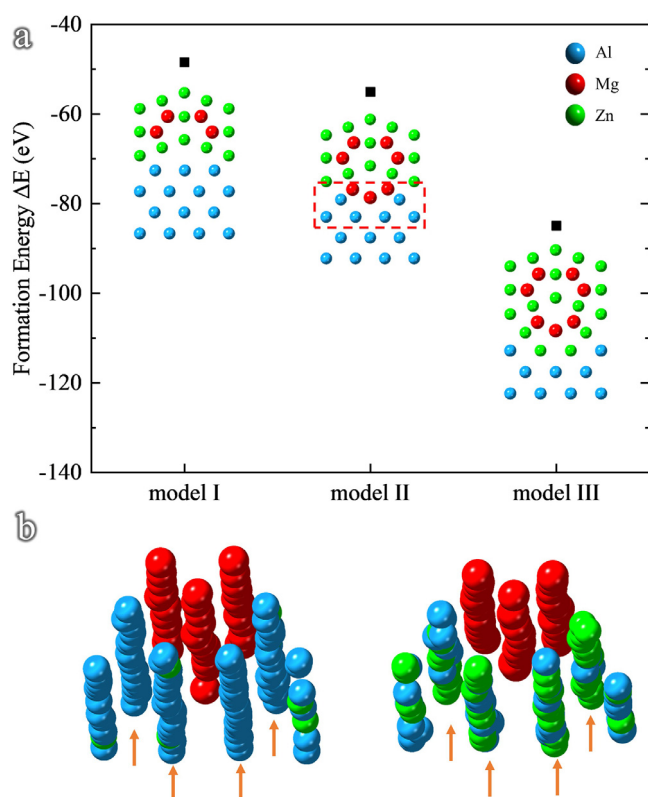 a
-40
-60
-80
-100
-120
-140
Formation Energy ΔE (eV)
Al
Mg
Zn
model I
model II
model III
b